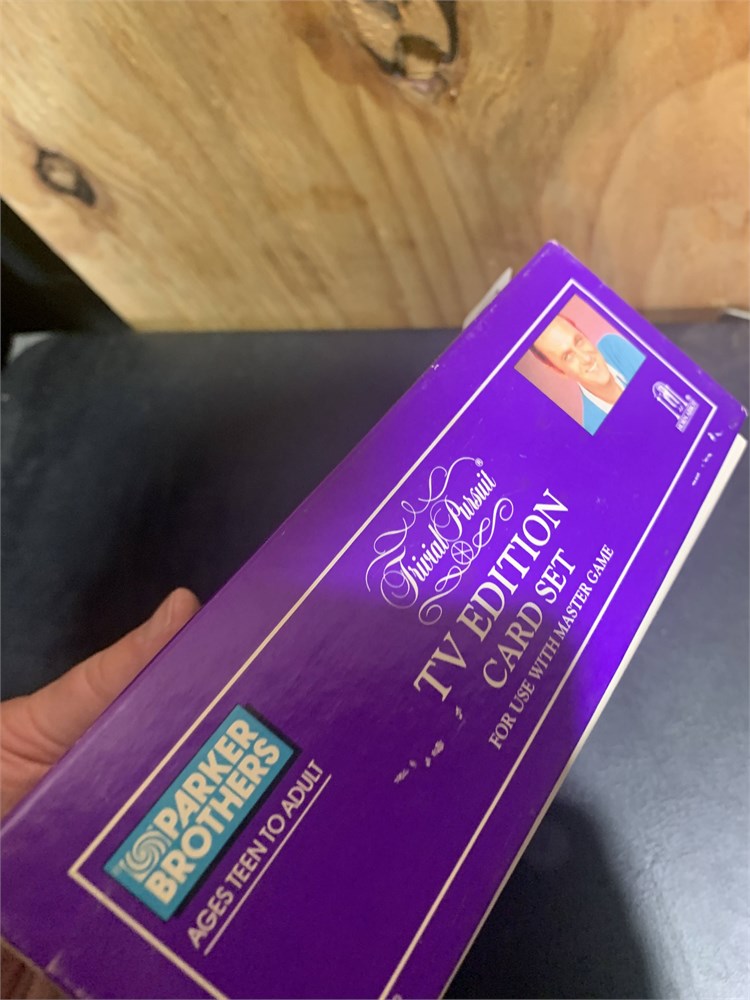 Trivial Pursuit®
TV EDITION
CARD SET
FOR USE WITH MASTER GAME
PARKER
BROTHERS
AGES TEEN TO ADULT